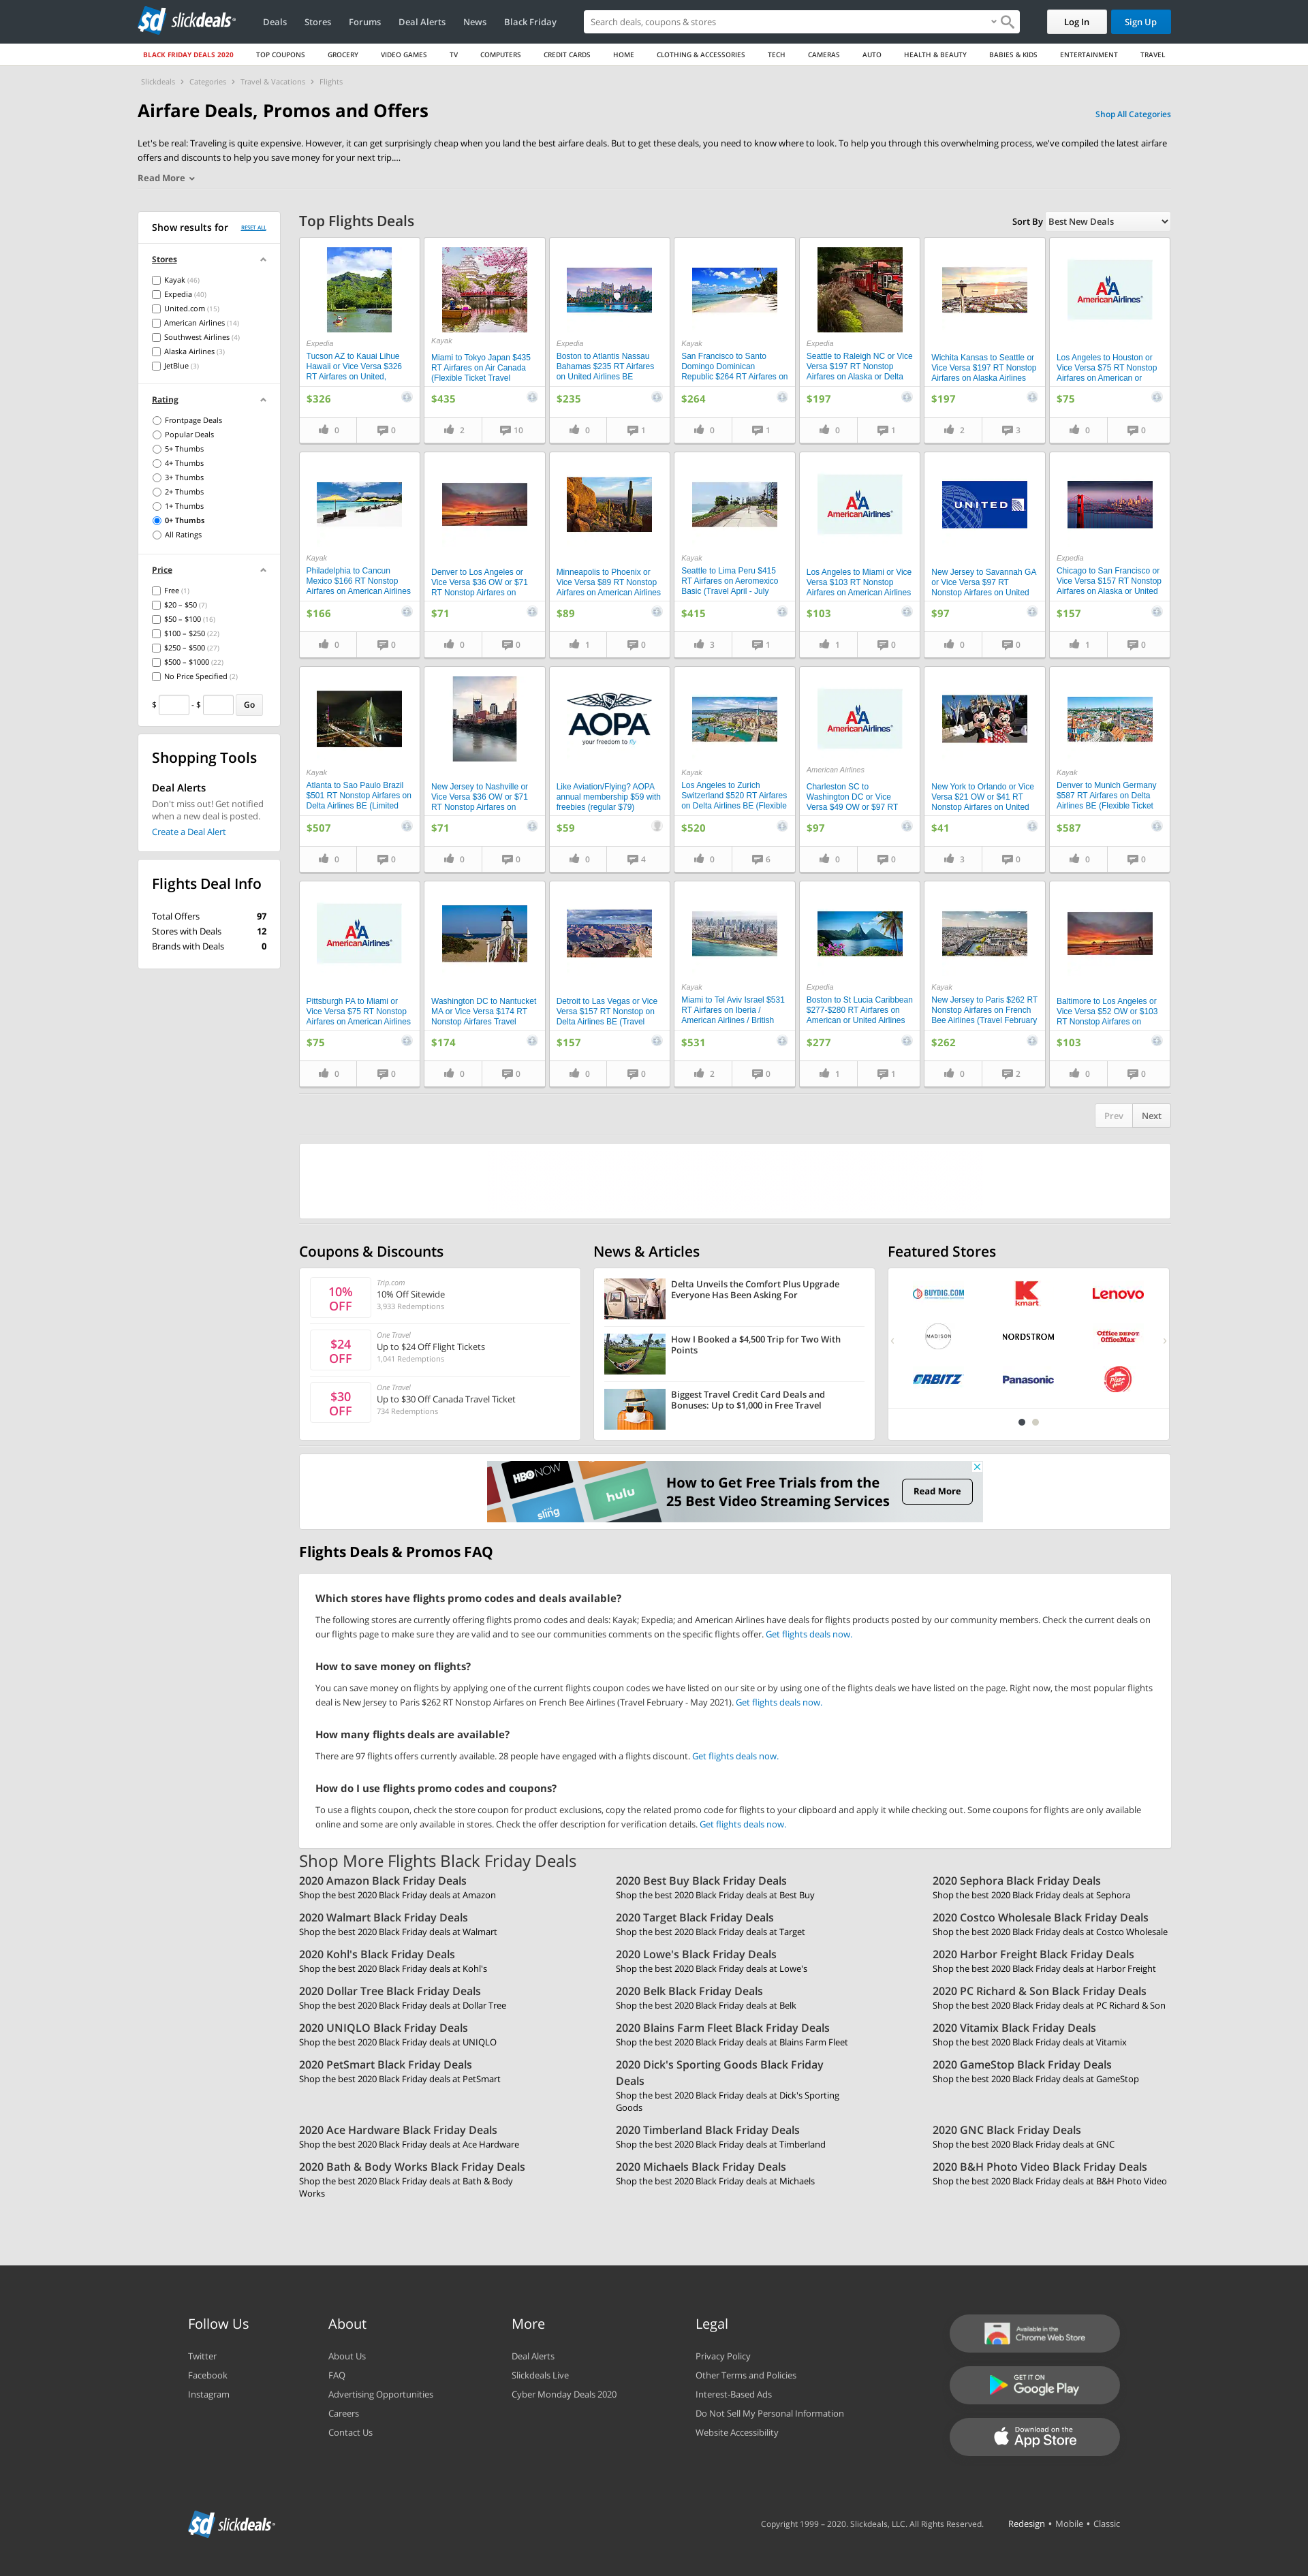 sd slickdeals
Deals Stores Forums Deal Alerts News Black Friday
Search deals, coupons & stores
Log In
Sign Up
BLACK FRIDAY DEALS 2020 TOP COUPONS GROCERY VIDEO GAMES TV COMPUTERS CREDIT CARDS HOME CLOTHING & ACCESSORIES TECH CAMERAS AUTO HEALTH & BEAUTY BABIES & KIDS ENTERTAINMENT TRAVEL
Slickdeals > Categories > Travel & Vacations > Flights
Airfare Deals, Promos and Offers
Shop All Categories
Let's be real: Traveling is quite expensive. However, it can get surprisingly cheap when you land the best airfare deals. But to get these deals, you need to know where to look. To help you through this overwhelming process, we've compiled the latest airfare
offers and discounts to help you save money for your next trip....
Read More
Show results for RESET ALL
Stores
Kayak (46)
Expedia (40)
United.com (15)
American Airlines (14)
Southwest Airlines (4)
Alaska Airlines (3)
JetBlue (3)
Rating
Frontpage Deals
Popular Deals
5+ Thumbs
4+ Thumbs
3+ Thumbs
2+ Thumbs
1+ Thumbs
0+ Thumbs
All Ratings
Price
Free (1)
$20 – $50 (7)
$50 – $100 (16)
$100 – $250 (22)
$250 – $500 (27)
$500 – $1000 (22)
No Price Specified (2)
$ - $ Go
Shopping Tools
Deal Alerts
Don't miss out! Get notified
when a new deal is posted.
Create a Deal Alert
Flights Deal Info
Total Offers 97
Stores with Deals 12
Brands with Deals 0
Top Flights Deals
Sort By Best New Deals
Expedia
Tucson AZ to Kauai Lihue
Hawaii or Vice Versa $326
RT Airfares on United,
$326
0 0
Kayak
Miami to Tokyo Japan $435
RT Airfares on Air Canada
(Flexible Ticket Travel
$435
2 10
Expedia
Boston to Atlantis Nassau
Bahamas $235 RT Airfares
on United Airlines BE
$235
0 1
Kayak
San Francisco to Santo
Domingo Dominican
Republic $264 RT Airfares on
$264
0 1
Expedia
Seattle to Raleigh NC or Vice
Versa $197 RT Nonstop
Airfares on Alaska or Delta
$197
0 1
Wichita Kansas to Seattle or
Vice Versa $197 RT Nonstop
Airfares on Alaska Airlines
$197
2 3
AmericanAirlines
Los Angeles to Houston or
Vice Versa $75 RT Nonstop
Airfares on American or
$75
0 0
Kayak
Philadelphia to Cancun
Mexico $166 RT Nonstop
Airfares on American Airlines
$166
0 0
Denver to Los Angeles or
Vice Versa $36 OW or $71
RT Nonstop Airfares on
$71
0 0
Minneapolis to Phoenix or
Vice Versa $89 RT Nonstop
Airfares on American Airlines
$89
1 0
Kayak
Seattle to Lima Peru $415
RT Airfares on Aeromexico
Basic (Travel April - July
$415
3 1
AmericanAirlines
Los Angeles to Miami or Vice
Versa $103 RT Nonstop
Airfares on American Airlines
$103
1 0
UNITED
New Jersey to Savannah GA
or Vice Versa $97 RT
Nonstop Airfares on United
$97
0 0
Expedia
Chicago to San Francisco or
Vice Versa $157 RT Nonstop
Airfares on Alaska or United
$157
1 0
Kayak
Atlanta to Sao Paulo Brazil
$501 RT Nonstop Airfares on
Delta Airlines BE (Limited
$507
0 0
New Jersey to Nashville or
Vice Versa $36 OW or $71
RT Nonstop Airfares on
$71
0 0
AOPA
your freedom to fly
Like Aviation/Flying? AOPA
annual membership $59 with
freebies (regular $79)
$59
0 4
Kayak
Los Angeles to Zurich
Switzerland $520 RT Airfares
on Delta Airlines BE (Flexible
$520
0 6
AmericanAirlines
American Airlines
Charleston SC to
Washington DC or Vice
Versa $49 OW or $97 RT
$97
0 0
New York to Orlando or Vice
Versa $21 OW or $41 RT
Nonstop Airfares on United
$41
3 0
Kayak
Denver to Munich Germany
$587 RT Airfares on Delta
Airlines BE (Flexible Ticket
$587
0 0
AmericanAirlines
Pittsburgh PA to Miami or
Vice Versa $75 RT Nonstop
Airfares on American Airlines
$75
0 0
Washington DC to Nantucket
MA or Vice Versa $174 RT
Nonstop Airfares Travel
$174
0 0
Detroit to Las Vegas or Vice
Versa $157 RT Nonstop on
Delta Airlines BE (Travel
$157
0 0
Kayak
Miami to Tel Aviv Israel $531
RT Airfares on Iberia /
American Airlines / British
$531
2 0
Expedia
Boston to St Lucia Caribbean
$277-$280 RT Airfares on
American or United Airlines
$277
1 1
Kayak
New Jersey to Paris $262 RT
Nonstop Airfares on French
Bee Airlines (Travel February
$262
0 2
Baltimore to Los Angeles or
Vice Versa $52 OW or $103
RT Nonstop Airfares on
$103
0 0
Prev Next
Coupons & Discounts
10%
OFF
Trip.com
10% Off Sitewide
3,933 Redemptions
$24
OFF
One Travel
Up to $24 Off Flight Tickets
1,041 Redemptions
$30
OFF
One Travel
Up to $30 Off Canada Travel Ticket
734 Redemptions
News & Articles
Delta Unveils the Comfort Plus Upgrade
Everyone Has Been Asking For
How I Booked a $4,500 Trip for Two With
Points
Biggest Travel Credit Card Deals and
Bonuses: Up to $1,000 in Free Travel
Featured Stores
BUYDIG.COM
Kmart
Lenovo
MADISON
NORDSTROM
Office DEPOT
OfficeMax
ORBITZ
Panasonic
Pizza Hut
HBO NOW
sling
hulu
How to Get Free Trials from the
25 Best Video Streaming Services
Read More
Flights Deals & Promos FAQ
Which stores have flights promo codes and deals available?
The following stores are currently offering flights promo codes and deals: Kayak; Expedia; and American Airlines have deals for flights products posted by our community members. Check the current deals on
our flights page to make sure they are valid and to see our communities comments on the specific flights offer. Get flights deals now.
How to save money on flights?
You can save money on flights by applying one of the current flights coupon codes we have listed on our site or by using one of the flights deals we have listed on the page. Right now, the most popular flights
deal is New Jersey to Paris $262 RT Nonstop Airfares on French Bee Airlines (Travel February - May 2021). Get flights deals now.
How many flights deals are available?
There are 97 flights offers currently available. 28 people have engaged with a flights discount. Get flights deals now.
How do I use flights promo codes and coupons?
To use a flights coupon, check the store coupon for product exclusions, copy the related promo code for flights to your clipboard and apply it while checking out. Some coupons for flights are only available
online and some are only available in stores. Check the offer description for verification details. Get flights deals now.
Shop More Flights Black Friday Deals
2020 Amazon Black Friday Deals
Shop the best 2020 Black Friday deals at Amazon
2020 Best Buy Black Friday Deals
Shop the best 2020 Black Friday deals at Best Buy
2020 Sephora Black Friday Deals
Shop the best 2020 Black Friday deals at Sephora
2020 Walmart Black Friday Deals
Shop the best 2020 Black Friday deals at Walmart
2020 Target Black Friday Deals
Shop the best 2020 Black Friday deals at Target
2020 Costco Wholesale Black Friday Deals
Shop the best 2020 Black Friday deals at Costco Wholesale
2020 Kohl's Black Friday Deals
Shop the best 2020 Black Friday deals at Kohl's
2020 Lowe's Black Friday Deals
Shop the best 2020 Black Friday deals at Lowe's
2020 Harbor Freight Black Friday Deals
Shop the best 2020 Black Friday deals at Harbor Freight
2020 Dollar Tree Black Friday Deals
Shop the best 2020 Black Friday deals at Dollar Tree
2020 Belk Black Friday Deals
Shop the best 2020 Black Friday deals at Belk
2020 PC Richard & Son Black Friday Deals
Shop the best 2020 Black Friday deals at PC Richard & Son
2020 UNIQLO Black Friday Deals
Shop the best 2020 Black Friday deals at UNIQLO
2020 Blains Farm Fleet Black Friday Deals
Shop the best 2020 Black Friday deals at Blains Farm Fleet
2020 Vitamix Black Friday Deals
Shop the best 2020 Black Friday deals at Vitamix
2020 PetSmart Black Friday Deals
Shop the best 2020 Black Friday deals at PetSmart
2020 Dick's Sporting Goods Black Friday
Deals
Shop the best 2020 Black Friday deals at Dick's Sporting
Goods
2020 GameStop Black Friday Deals
Shop the best 2020 Black Friday deals at GameStop
2020 Ace Hardware Black Friday Deals
Shop the best 2020 Black Friday deals at Ace Hardware
2020 Timberland Black Friday Deals
Shop the best 2020 Black Friday deals at Timberland
2020 GNC Black Friday Deals
Shop the best 2020 Black Friday deals at GNC
2020 Bath & Body Works Black Friday Deals
Shop the best 2020 Black Friday deals at Bath & Body
Works
2020 Michaels Black Friday Deals
Shop the best 2020 Black Friday deals at Michaels
2020 B&H Photo Video Black Friday Deals
Shop the best 2020 Black Friday deals at B&H Photo Video
Follow Us
Twitter
Facebook
Instagram
About
About Us
FAQ
Advertising Opportunities
Careers
Contact Us
More
Deal Alerts
Slickdeals Live
Cyber Monday Deals 2020
Legal
Privacy Policy
Other Terms and Policies
Interest-Based Ads
Do Not Sell My Personal Information
Website Accessibility
Available in the
Chrome Web Store
GET IT ON
Google Play
Download on the
App Store
sd slickdeals
Copyright 1999 – 2020. Slickdeals, LLC. All Rights Reserved.
Redesign • Mobile • Classic